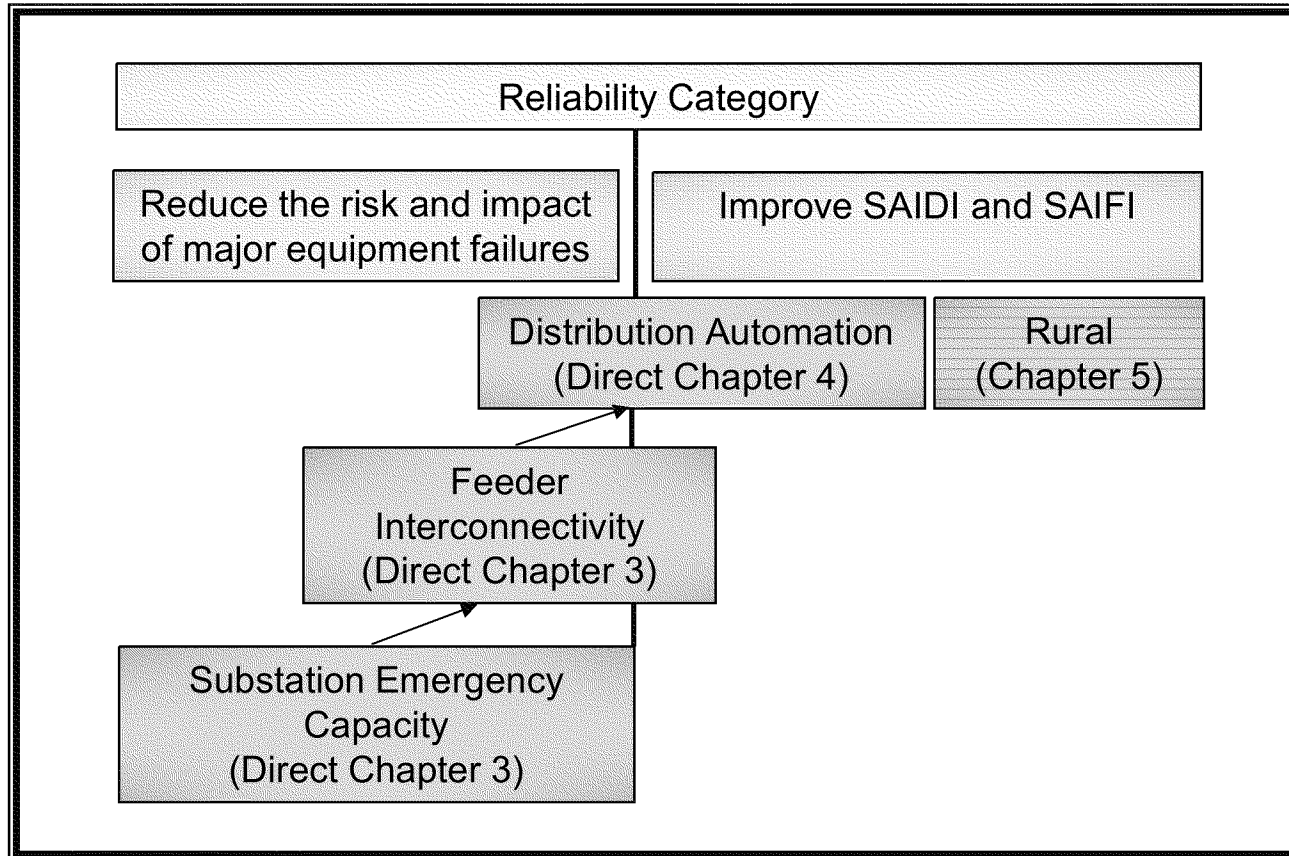 Reliability Category
Reduce the risk and impact
of major equipment failures
Improve SAIDI and SAIFI
Distribution Automation
(Direct Chapter 4)
Rural
(Chapter 5)
Feeder
Interconnectivity
(Direct Chapter 3)
Substation Emergency
Capacity
(Direct Chapter 3)